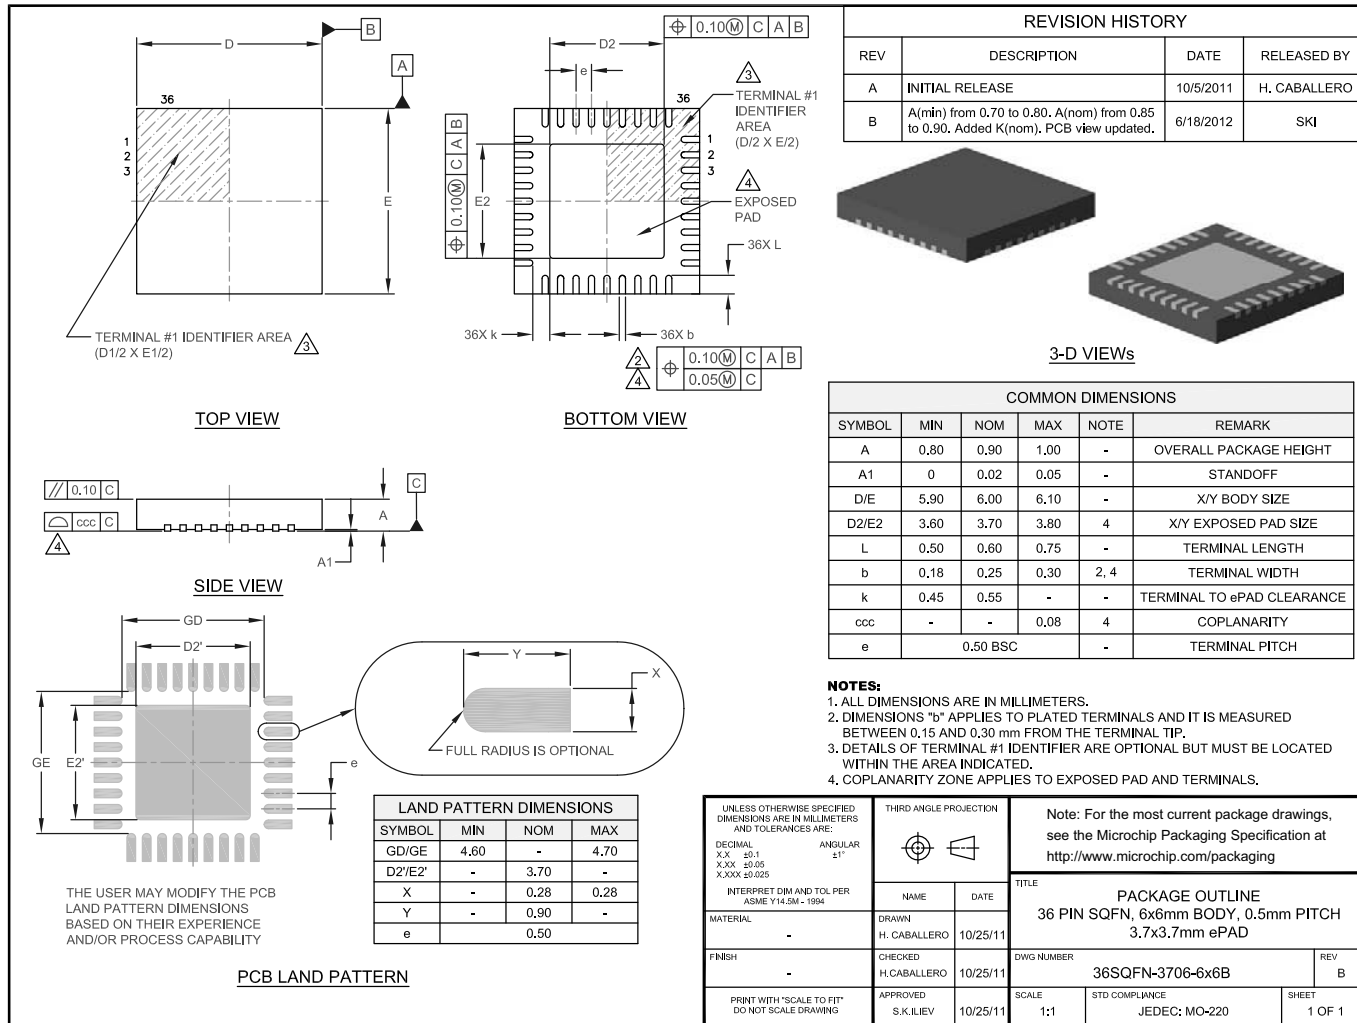 D
B
A
36
1
2
3
E
TERMINAL #1 IDENTIFIER AREA
(D1/2 X E1/2)
3
TOP VIEW
D2
0.10Ⓜ C A B
e
0.10Ⓜ C A B
E2
36
1
2
3
3
TERMINAL #1
IDENTIFIER
AREA
(D/2 X E/2)
4
EXPOSED
PAD
36X L
36X k
36X b
2
4
0.10Ⓜ C A B
0.05Ⓜ C
BOTTOM VIEW
REVISION HISTORY
REV DESCRIPTION DATE RELEASED BY
A INITIAL RELEASE 10/5/2011 H. CABALLERO
B A(min) from 0.70 to 0.80. A(nom) from 0.85
to 0.90. Added K(nom). PCB view updated. 6/18/2012 SKI
3-D VIEWs
// 0.10 C
ccc C
4
A
C
A1
SIDE VIEW
COMMON DIMENSIONS
SYMBOL MIN NOM MAX NOTE REMARK
A 0.80 0.90 1.00 - OVERALL PACKAGE HEIGHT
A1 0 0.02 0.05 - STANDOFF
D/E 5.90 6.00 6.10 - X/Y BODY SIZE
D2/E2 3.60 3.70 3.80 4 X/Y EXPOSED PAD SIZE
L 0.50 0.60 0.75 - TERMINAL LENGTH
b 0.18 0.25 0.30 2, 4 TERMINAL WIDTH
k 0.45 0.55 - - TERMINAL TO ePAD CLEARANCE
ccc - - 0.08 4 COPLANARITY
e 0.50 BSC - TERMINAL PITCH
NOTES:
1. ALL DIMENSIONS ARE IN MILLIMETERS.
2. DIMENSIONS "b" APPLIES TO PLATED TERMINALS AND IT IS MEASURED
BETWEEN 0.15 AND 0.30 mm FROM THE TERMINAL TIP.
3. DETAILS OF TERMINAL #1 IDENTIFIER ARE OPTIONAL BUT MUST BE LOCATED
WITHIN THE AREA INDICATED.
4. COPLANARITY ZONE APPLIES TO EXPOSED PAD AND TERMINALS.
GD
D2'
GE
E2'
e
Y
X
FULL RADIUS IS OPTIONAL
LAND PATTERN DIMENSIONS
SYMBOL MIN NOM MAX
GD/GE 4.60 - 4.70
D2'/E2' - 3.70 -
X - 0.28 0.28
Y - 0.90 -
e 0.50
THE USER MAY MODIFY THE PCB
LAND PATTERN DIMENSIONS
BASED ON THEIR EXPERIENCE
AND/OR PROCESS CAPABILITY
PCB LAND PATTERN
UNLESS OTHERWISE SPECIFIED
DIMENSIONS ARE IN MILLIMETERS
AND TOLERANCES ARE:
DECIMAL ANGULAR
X.X ±0.1 ±1°
X.XX ±0.05
X.XXX ±0.025
INTERPRET DIM AND TOL PER
ASME Y14.5M - 1994
MATERIAL
-
FINISH
-
PRINT WITH "SCALE TO FIT"
DO NOT SCALE DRAWING
THIRD ANGLE PROJECTION
NAME DATE
DRAWN
H. CABALLERO 10/25/11
CHECKED
H.CABALLERO 10/25/11
APPROVED
S.K.ILIEV 10/25/11
Note: For the most current package drawings,
see the Microchip Packaging Specification at
http://www.microchip.com/packaging
TITLE
PACKAGE OUTLINE
36 PIN SQFN, 6x6mm BODY, 0.5mm PITCH
3.7x3.7mm ePAD
DWG NUMBER
36SQFN-3706-6x6B
REV
B
SCALE
1:1
STD COMPLIANCE
JEDEC: MO-220
SHEET
1 OF 1